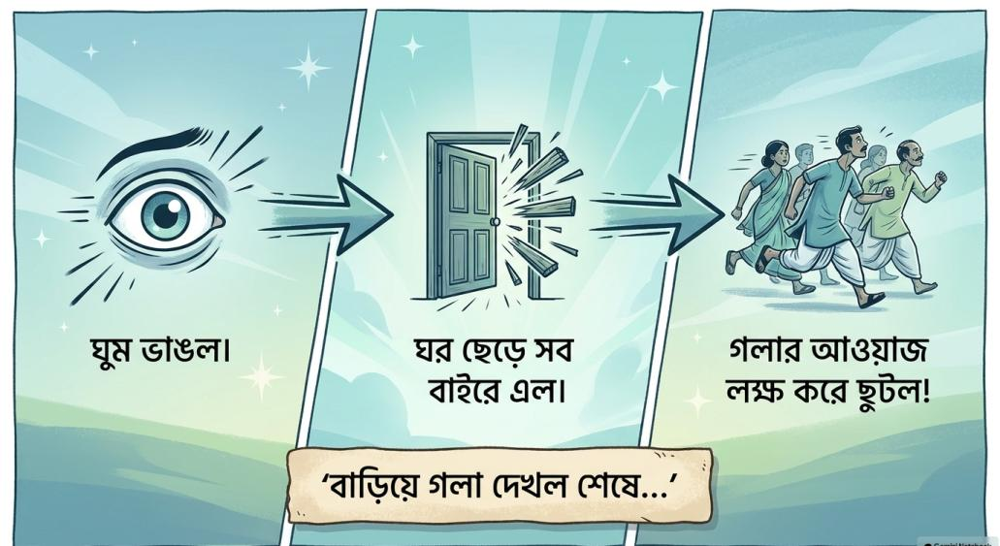 ঘুম ভাঙল।
ঘর ছেড়ে সব
বাইরে এল।
গলার আওয়াজ
লক্ষ করে ছুটল!
‘বাড়িয়ে গলা দেখল শেষে...’